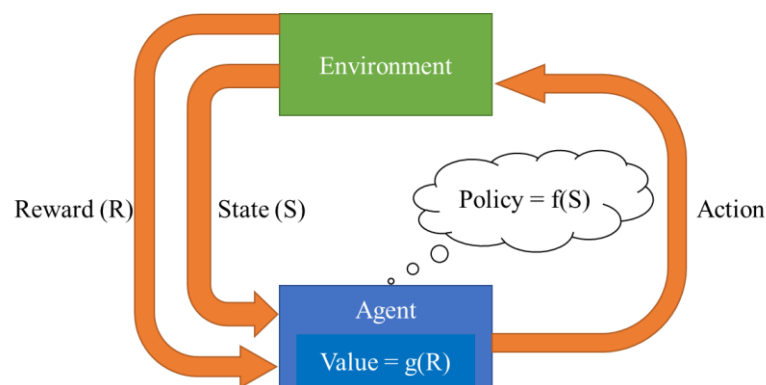 Environment
Policy = f(S)
Reward (R)
State (S)
Action
Agent
Value = g(R)